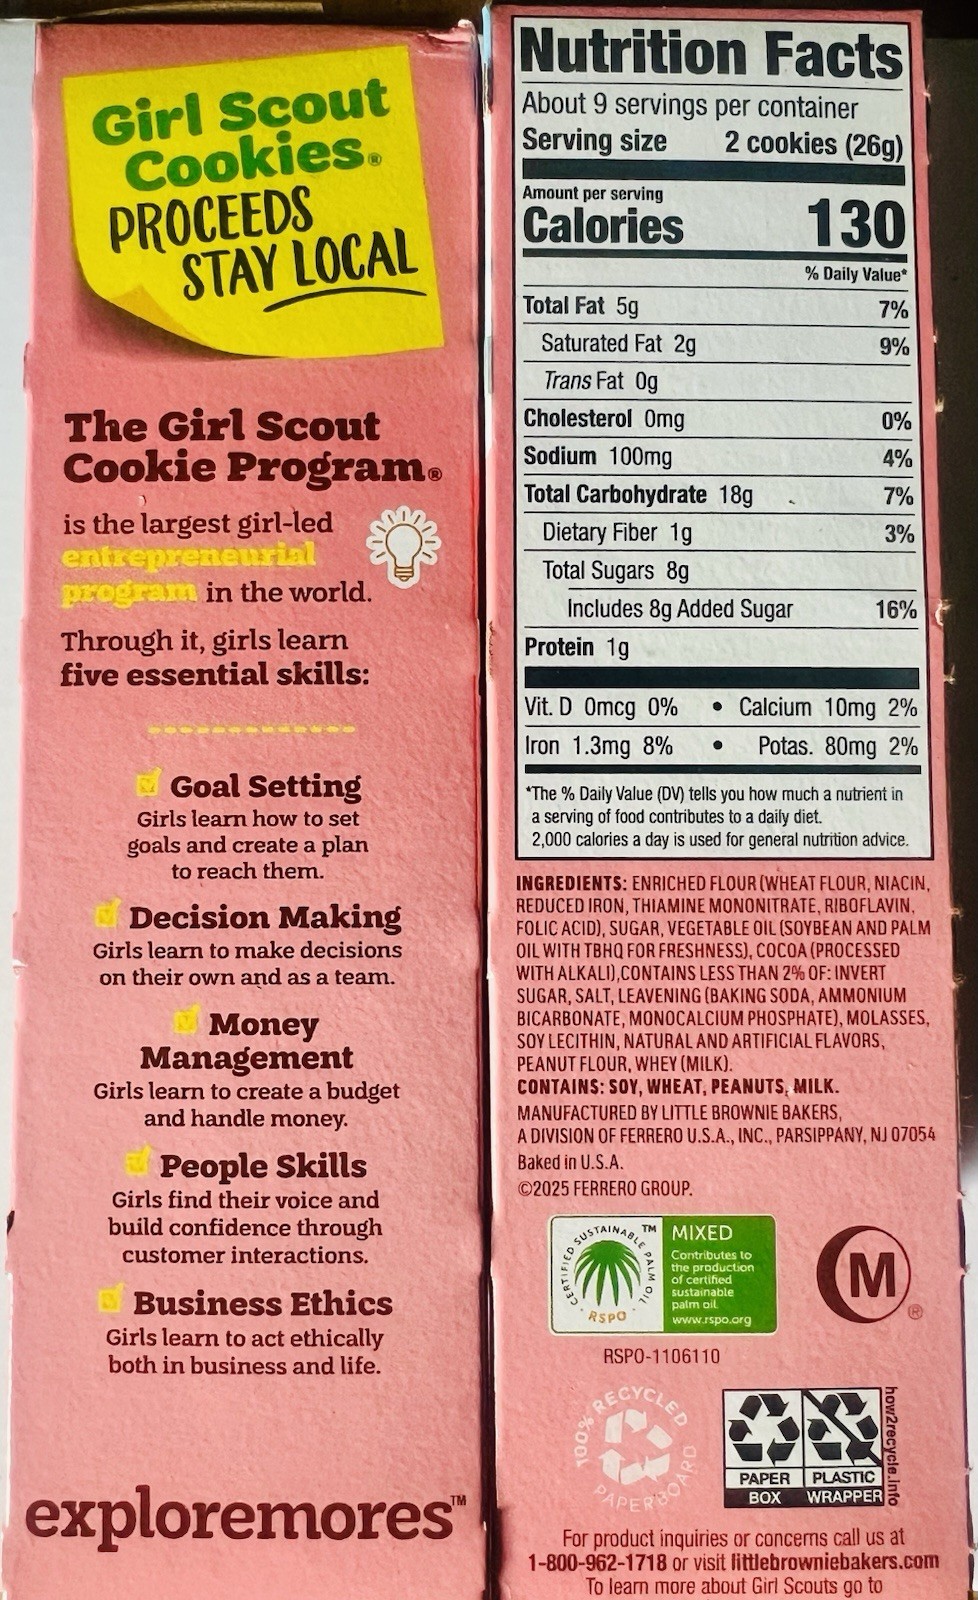 Girl Scout
Cookies®
PROCEEDS
STAY LOCAL
The Girl Scout
Cookie Program®
is the largest girl-led
entrepreneurial
program in the world.
Through it, girls learn
five essential skills:
Goal Setting
Girls learn how to set
goals and create a plan
to reach them.
Decision Making
Girls learn to make decisions
on their own and as a team.
Money
Management
Girls learn to create a budget
and handle money.
People Skills
Girls find their voice and
build confidence through
customer interactions.
Business Ethics
Girls learn to act ethically
both in business and life.
exploremores™
Nutrition Facts
About 9 servings per container
Serving size 2 cookies (26g)
Amount per serving
Calories 130
% Daily Value*
Total Fat 5g 7%
Saturated Fat 2g 9%
Trans Fat 0g
Cholesterol 0mg 0%
Sodium 100mg 4%
Total Carbohydrate 18g 7%
Dietary Fiber 1g 3%
Total Sugars 8g
Includes 8g Added Sugar 16%
Protein 1g
Vit. D 0mcg 0% • Calcium 10mg 2%
Iron 1.3mg 8% • Potas. 80mg 2%
*The % Daily Value (DV) tells you how much a nutrient in
a serving of food contributes to a daily diet.
2,000 calories a day is used for general nutrition advice.
INGREDIENTS: ENRICHED FLOUR (WHEAT FLOUR, NIACIN,
REDUCED IRON, THIAMINE MONONITRATE, RIBOFLAVIN,
FOLIC ACID), SUGAR, VEGETABLE OIL (SOYBEAN AND PALM
OIL WITH TBHQ FOR FRESHNESS), COCOA (PROCESSED
WITH ALKALI),CONTAINS LESS THAN 2% OF: INVERT
SUGAR, SALT, LEAVENING (BAKING SODA, AMMONIUM
BICARBONATE, MONOCALCIUM PHOSPHATE), MOLASSES,
SOY LECITHIN, NATURAL AND ARTIFICIAL FLAVORS,
PEANUT FLOUR, WHEY (MILK).
CONTAINS: SOY, WHEAT, PEANUTS, MILK.
MANUFACTURED BY LITTLE BROWNIE BAKERS,
A DIVISION OF FERRERO U.S.A., INC., PARSIPPANY, NJ 07054
Baked in U.S.A.
©2025 FERRERO GROUP.
CERTIFIED SUSTAINABLE PALM OIL ™
RSPO
MIXED
Contributes to
the production
of certified
sustainable
palm oil.
www.rspo.org
M®
RSPO-1106110
100% RECYCLED
PAPERBOARD
PAPER PLASTIC
BOX WRAPPER
how2recycle.info
For product inquiries or concerns call us at
1-800-962-1718 or visit littlebrowniebakers.com
To learn more about Girl Scouts go to